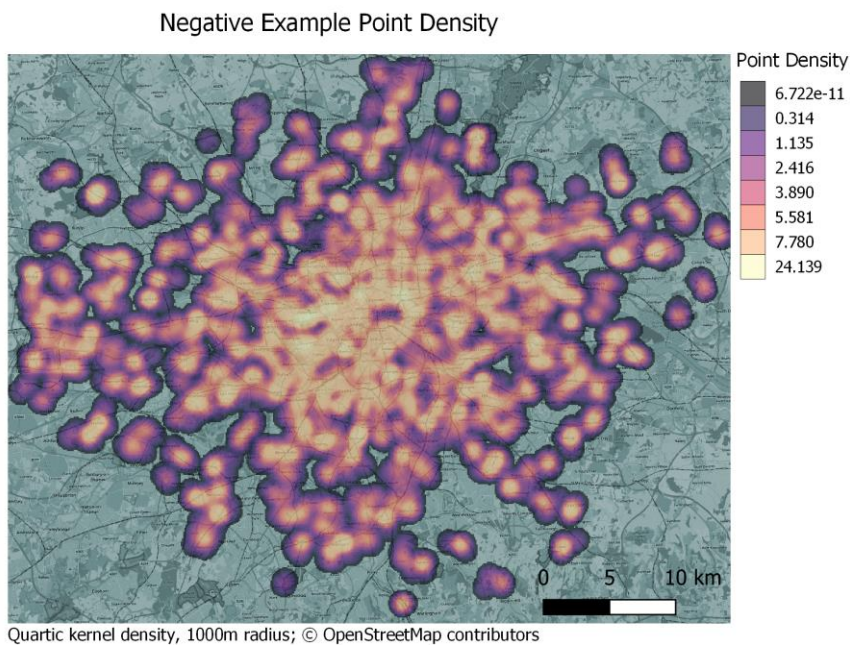 Negative Example Point Density
Point Density
6.722e-11
0.314
1.135
2.416
3.890
5.581
7.780
24.139
0 5 10 km
Quartic kernel density, 1000m radius; © OpenStreetMap contributors